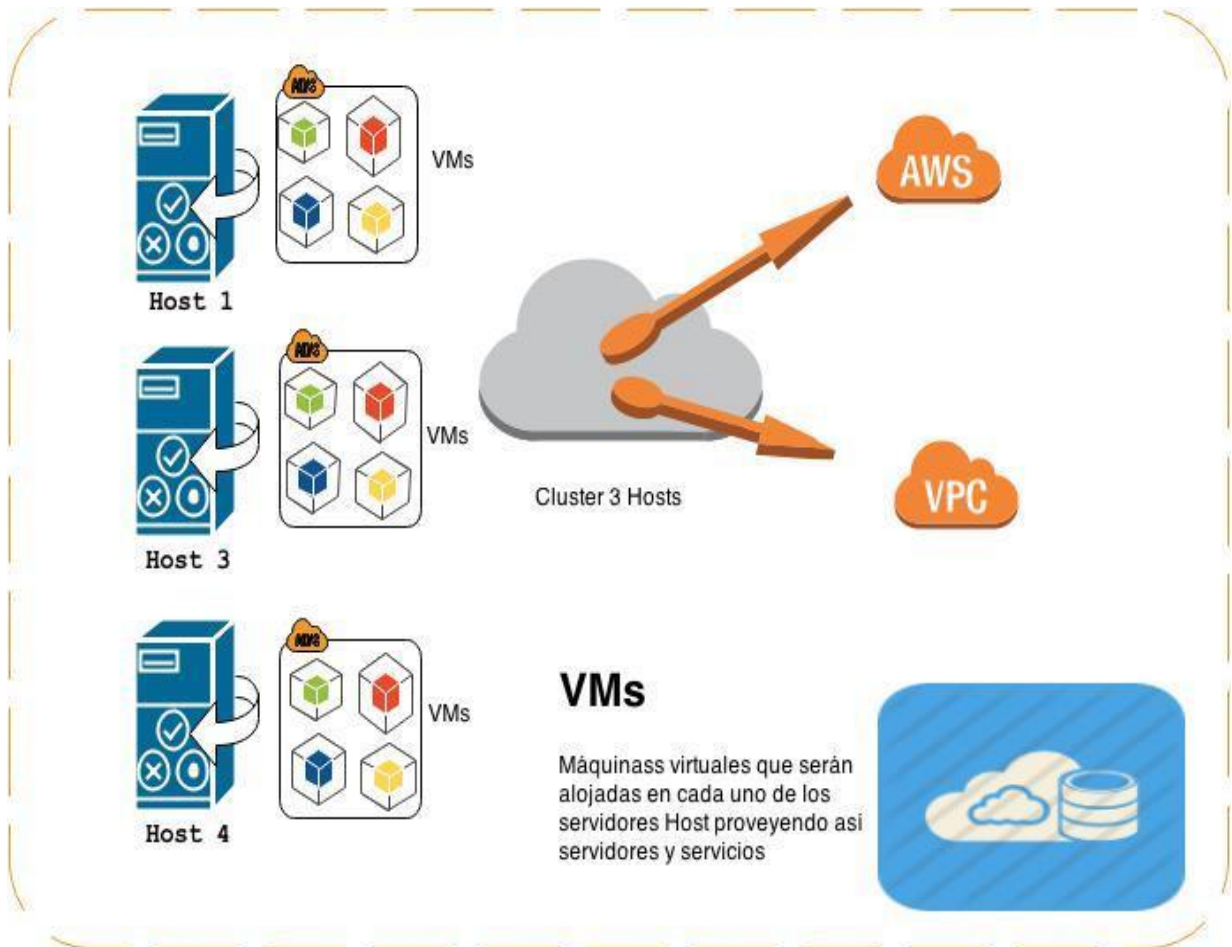 VMs
Host 1
VMs
Host 3
VMs
Host 4
AWS
VPC
Cluster 3 Hosts
VMs
Máquinass virtuales que serán
alojadas en cada uno de los
servidores Host proveyendo asi
servidores y servicios